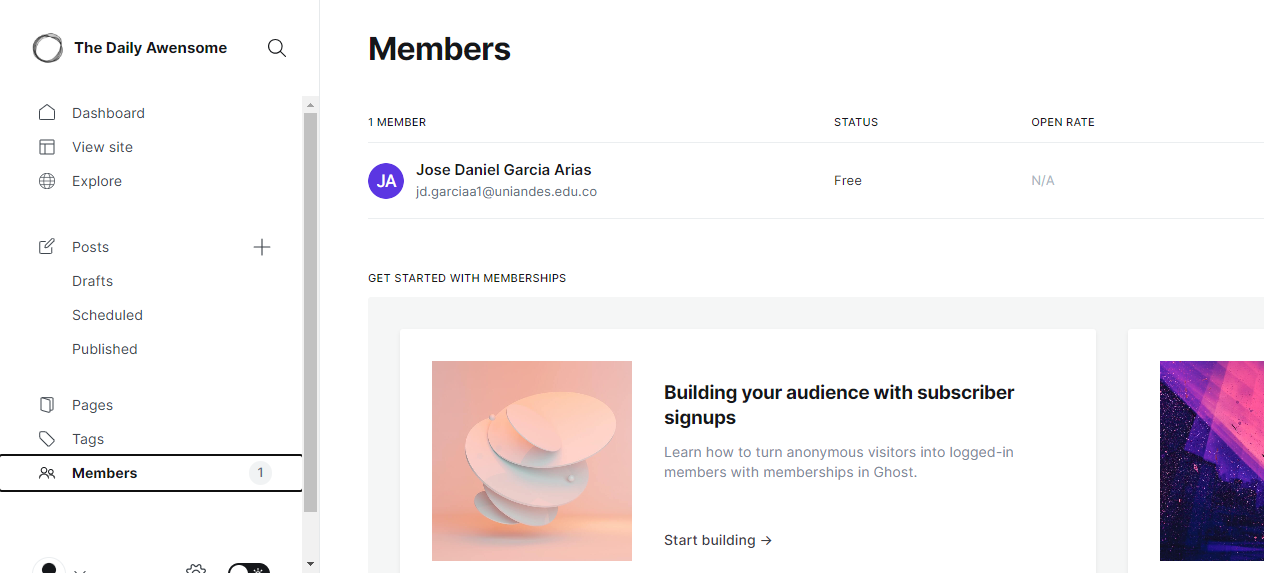 The Daily Awensome
Dashboard
View site
Explore
Posts
Drafts
Scheduled
Published
Pages
Tags
Members 1
Members
1 MEMBER STATUS OPEN RATE
JA
Jose Daniel Garcia Arias
jd.garciaa1@uniandes.edu.co
Free N/A
GET STARTED WITH MEMBERSHIPS
Building your audience with subscriber
signups
Learn how to turn anonymous visitors into logged-in
members with memberships in Ghost.
Start building →